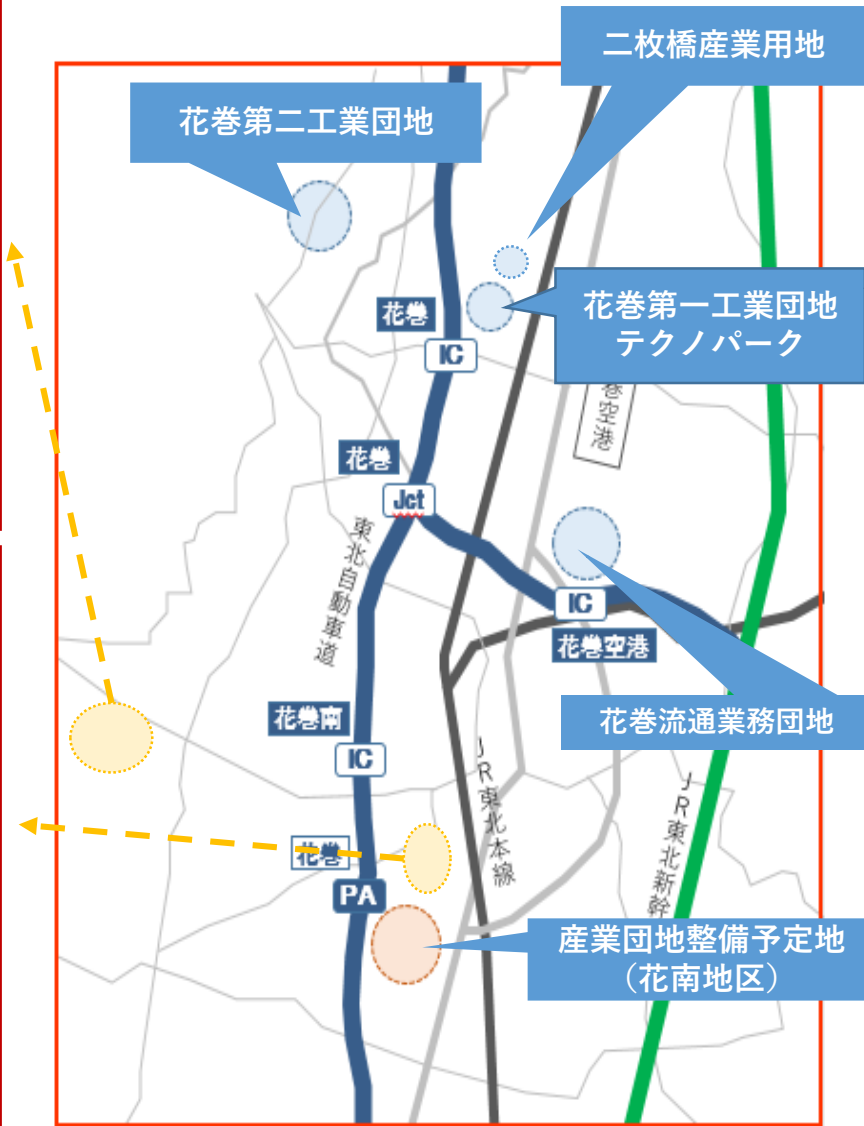 二枚橋産業用地
花巻第二工業団地
花巻
IC
花巻第一工業団地
テクノパーク
巻空港
花巻
Jct
東北自動車道
IC
花巻空港
花巻南
IC
花巻流通業務団地
JR東北本線
JR東北新幹
花巻
PA
産業団地整備予定地
（花南地区）